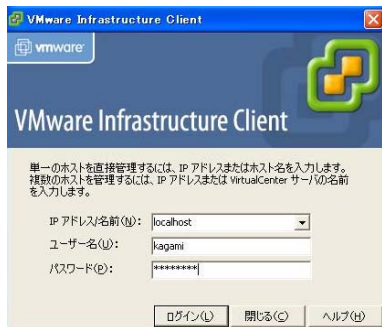 VMware Infrastructure Client
vmware
VMware Infrastructure Client
単一のホストを直接管理するには、IP アドレスまたはホスト名を入力します。
複数のホストを管理するには、IP アドレスまたは VirtualCenter サーバの名前
を入力します。
IP アドレス/名前(N): localhost
ユーザー名(U): kagami
パスワード(P): ********
ログイン(L) 閉じる(C) ヘルプ(H)